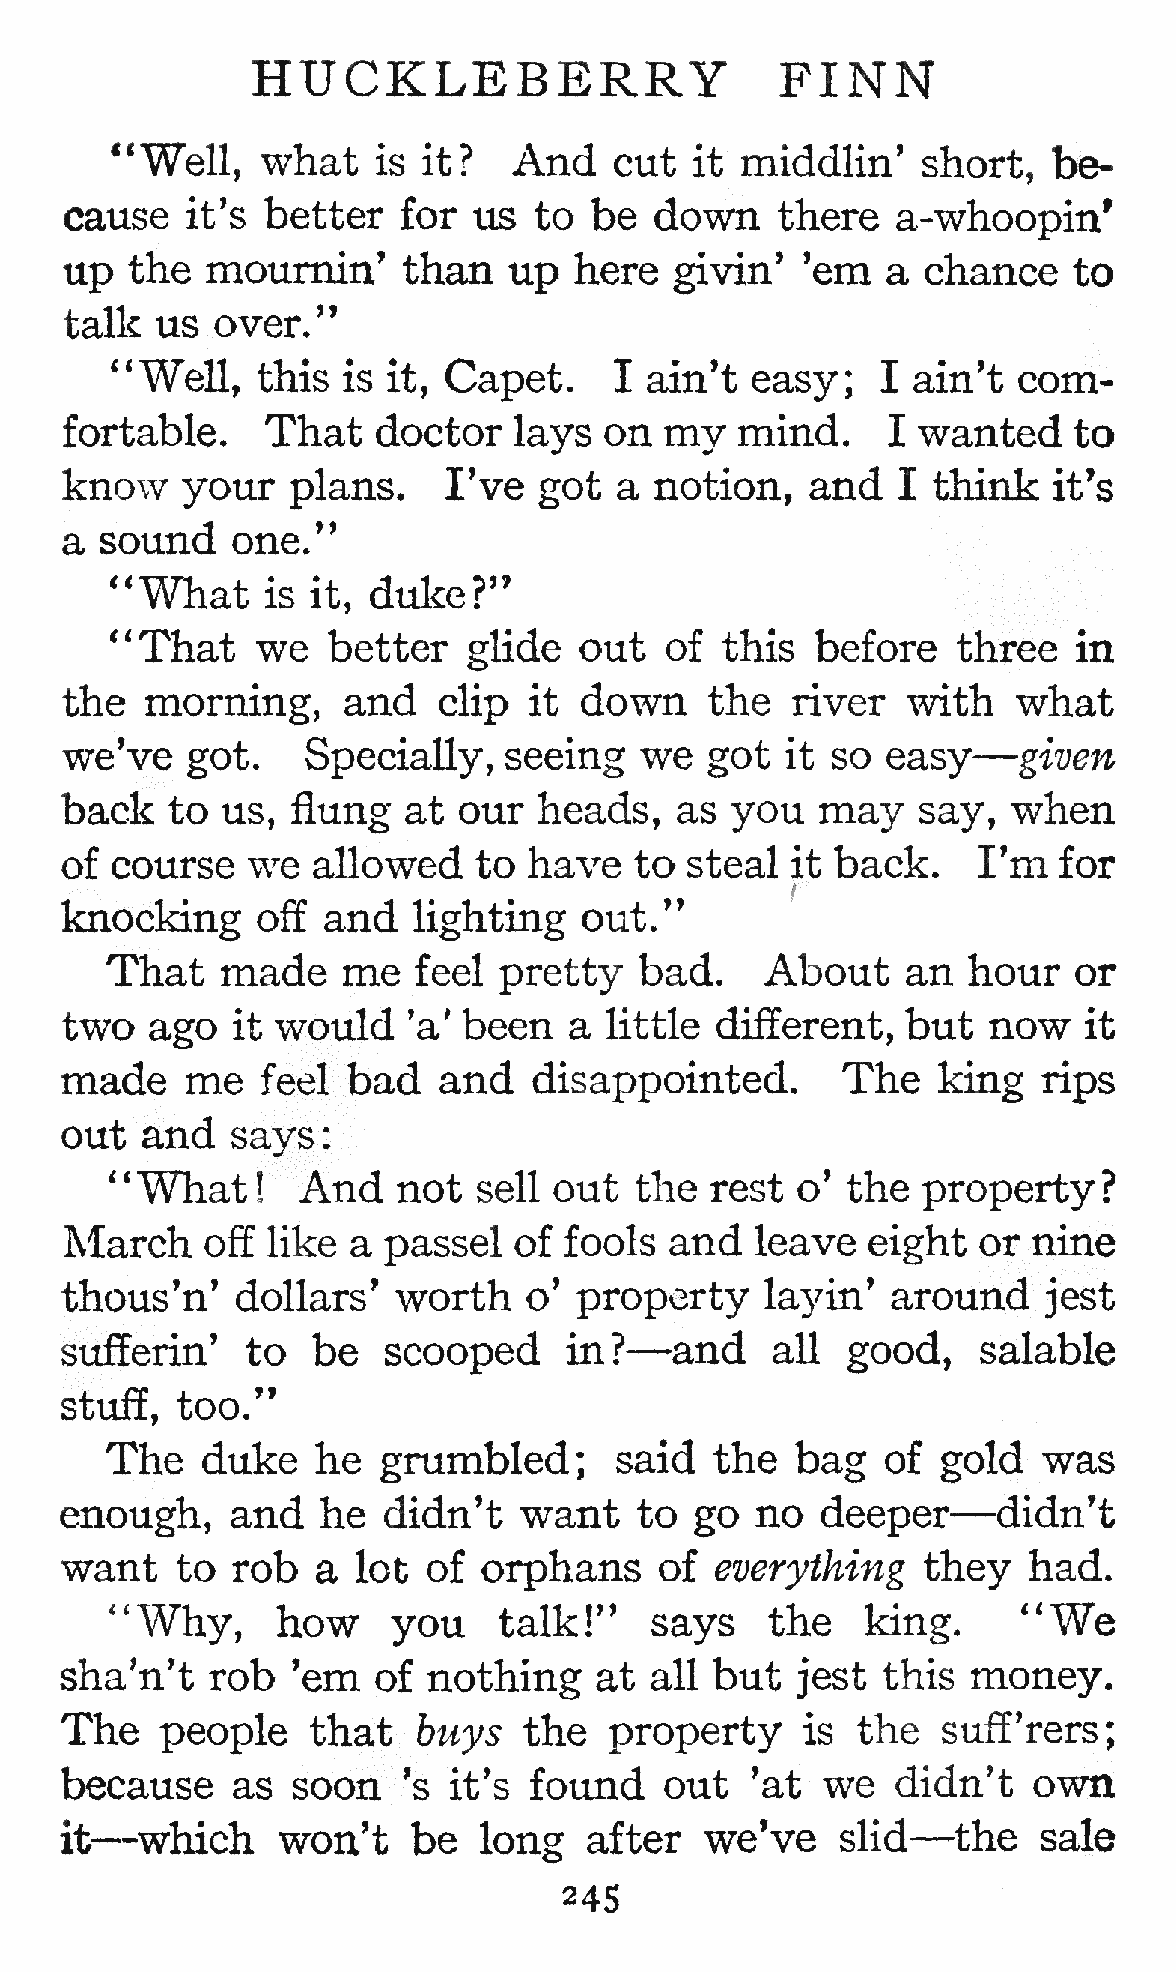 HUCKLEBERRY FINN
"Well, what is it? And cut it middlin' short, be-
cause it's better for us to be down there a-whoopin'
up the mournin' than up here givin' 'em a chance to
talk us over."
"Well, this is it, Capet. I ain't easy; I ain't com-
fortable. That doctor lays on my mind. I wanted to
know your plans. I've got a notion, and I think it's
a sound one."
"What is it, duke?"
"That we better glide out of this before three in
the morning, and clip it down the river with what
we've got. Specially, seeing we got it so easy—given
back to us, flung at our heads, as you may say, when
of course we allowed to have to steal it back. I'm for
knocking off and lighting out."
That made me feel pretty bad. About an hour or
two ago it would 'a' been a little different, but now it
made me feel bad and disappointed. The king rips
out and says:
"What! And not sell out the rest o' the property?
March off like a passel of fools and leave eight or nine
thous'n' dollars' worth o' property layin' around jest
sufferin' to be scooped in?—and all good, salable
stuff, too."
The duke he grumbled; said the bag of gold was
enough, and he didn't want to go no deeper—didn't
want to rob a lot of orphans of everything they had.
"Why, how you talk!" says the king. "We
sha'n't rob 'em of nothing at all but jest this money.
The people that buys the property is the suff'rers;
because as soon 's it's found out 'at we didn't own
it—which won't be long after we've slid—the sale
245